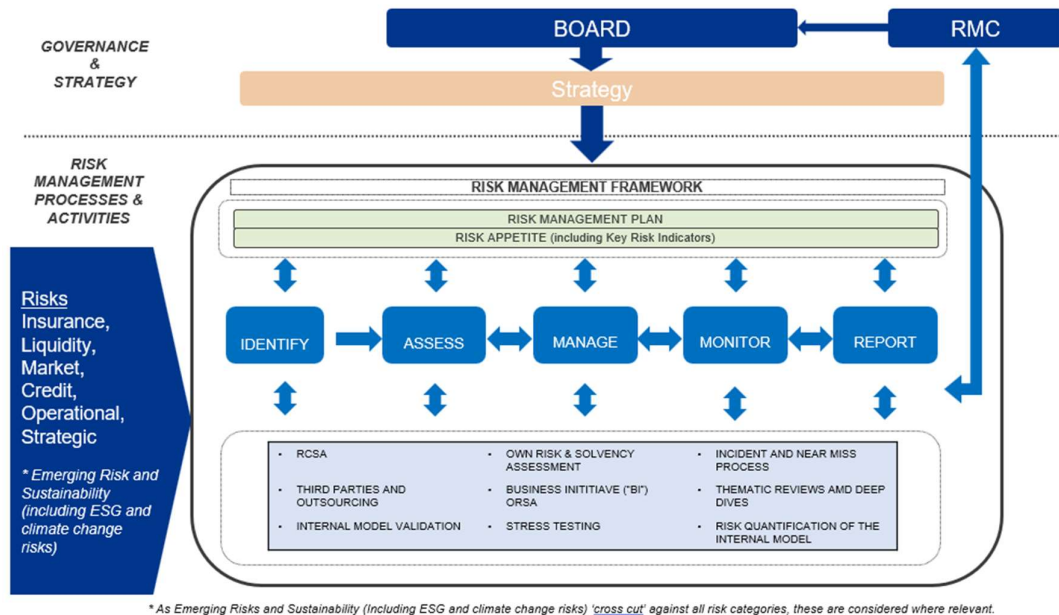 GOVERNANCE
&
STRATEGY
BOARD
RMC
Strategy
RISK
MANAGEMENT
PROCESSES &
ACTIVITIES
RISK MANAGEMENT FRAMEWORK
RISK MANAGEMENT PLAN
RISK APPETITE (including Key Risk Indicators)
Risks
Insurance,
Liquidity,
Market,
Credit,
Operational,
Strategic
* Emerging Risk and
Sustainability
(including ESG and
climate change
risks)
IDENTIFY
ASSESS
MANAGE
MONITOR
REPORT
• RCSA
• THIRD PARTIES AND
OUTSOURCING
• INTERNAL MODEL VALIDATION
• OWN RISK & SOLVENCY
ASSESSMENT
• BUSINESS INITITIAVE ("BI")
ORSA
• STRESS TESTING
• INCIDENT AND NEAR MISS
PROCESS
• THEMATIC REVIEWS AMD DEEP
DIVES
• RISK QUANTIFICATION OF THE
INTERNAL MODEL
* As Emerging Risks and Sustainability (Including ESG and climate change risks) 'cross cut' against all risk categories, these are considered where relevant.